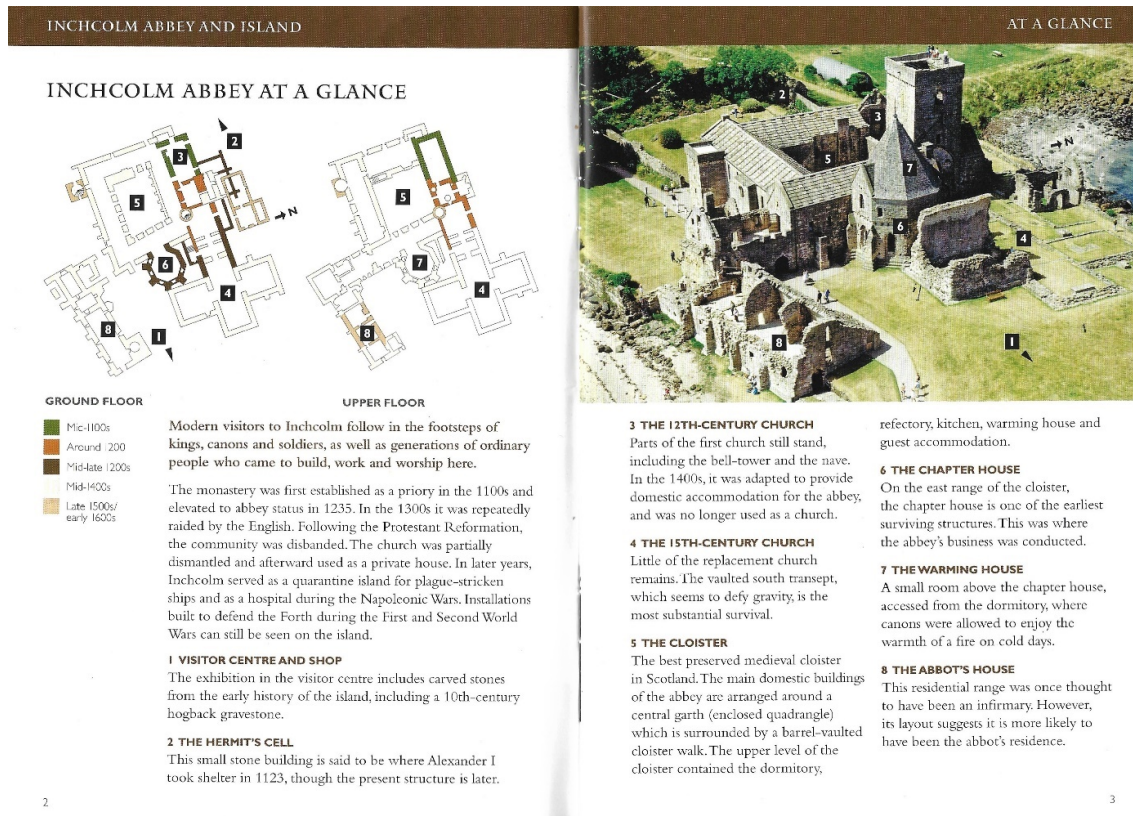 INCHCOLM ABBEY AND ISLAND
INCHCOLM ABBEY AT A GLANCE
2
3
5
N
6
4
8
1
5
7
4
8
GROUND FLOOR
UPPER FLOOR
Mic-1100s
Around 1200
Mid-late 1200s
Mid-1400s
Late 1500s/
early 1600s
Modern visitors to Inchcolm follow in the footsteps of
kings, canons and soldiers, as well as generations of ordinary
people who came to build, work and worship here.
The monastery was first established as a priory in the 1100s and
elevated to abbey status in 1235. In the 1300s it was repeatedly
raided by the English. Following the Protestant Reformation,
the community was disbanded. The church was partially
dismantled and afterward used as a private house. In later years,
Inchcolm served as a quarantine island for plague-stricken
ships and as a hospital during the Napoleonic Wars. Installations
built to defend the Forth during the First and Second World
Wars can still be seen on the island.
1 VISITOR CENTRE AND SHOP
The exhibition in the visitor centre includes carved stones
from the early history of the island, including a 10th-century
hogback gravestone.
2 THE HERMIT'S CELL
This small stone building is said to be where Alexander I
took shelter in 1123, though the present structure is later.
2
AT A GLANCE
2
3
N
5
7
6
4
1
8
3 THE 12TH-CENTURY CHURCH
Parts of the first church still stand,
including the bell-tower and the nave.
In the 1400s, it was adapted to provide
domestic accommodation for the abbey,
and was no longer used as a church.
4 THE 15TH-CENTURY CHURCH
Little of the replacement church
remains. The vaulted south transept,
which seems to defy gravity, is the
most substantial survival.
5 THE CLOISTER
The best preserved medieval cloister
in Scotland. The main domestic buildings
of the abbey are arranged around a
central garth (enclosed quadrangle)
which is surrounded by a barrel-vaulted
cloister walk. The upper level of the
cloister contained the dormitory,
refectory, kitchen, warming house and
guest accommodation.
6 THE CHAPTER HOUSE
On the east range of the cloister,
the chapter house is one of the earliest
surviving structures. This was where
the abbey's business was conducted.
7 THE WARMING HOUSE
A small room above the chapter house,
accessed from the dormitory, where
canons were allowed to enjoy the
warmth of a fire on cold days.
8 THE ABBOT'S HOUSE
This residential range was once thought
to have been an infirmary. However,
its layout suggests it is more likely to
have been the abbot's residence.
3